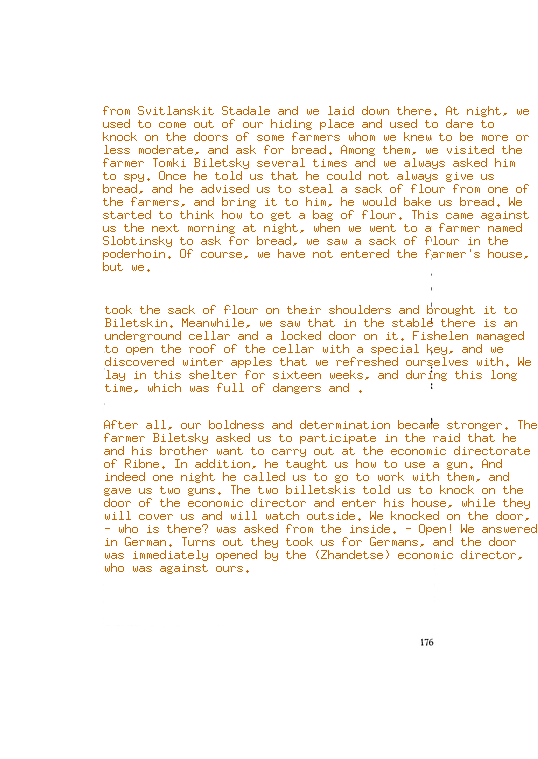 from Svitlanskit Stadale and we laid down there. At night, we
used to come out of our hiding place and used to dare to
knock on the doors of some farmers whom we knew to be more or
less moderate, and ask for bread. Among them, we visited the
farmer Tomki Biletsky several times and we always asked him
to spy. Once he told us that he could not always give us
bread, and he advised us to steal a sack of flour from one of
the farmers, and bring it to him, he would bake us bread. We
started to think how to get a bag of flour. This came against
us the next morning at night, when we went to a farmer named
Slobtinsky to ask for bread, we saw a sack of flour in the
poderhoin. Of course, we have not entered the farmer's house,
but we.
took the sack of flour on their shoulders and brought it to
Biletskin. Meanwhile, we saw that in the stable there is an
underground cellar and a locked door on it. Fishelen managed
to open the roof of the cellar with a special key, and we
discovered winter apples that we refreshed ourselves with. We
lay in this shelter for sixteen weeks, and during this long
time, which was full of dangers and .
After all, our boldness and determination became stronger. The
farmer Biletsky asked us to participate in the raid that he
and his brother want to carry out at the economic directorate
of Ribne. In addition, he taught us how to use a gun. And
indeed one night he called us to go to work with them, and
gave us two guns. The two billetskis told us to knock on the
door of the economic director and enter his house, while they
will cover us and will watch outside. We knocked on the door,
- who is there? was asked from the inside. - Open! We answered
in German. Turns out they took us for Germans, and the door
was immediately opened by the (Zhandetse) economic director,
who was against ours.
176